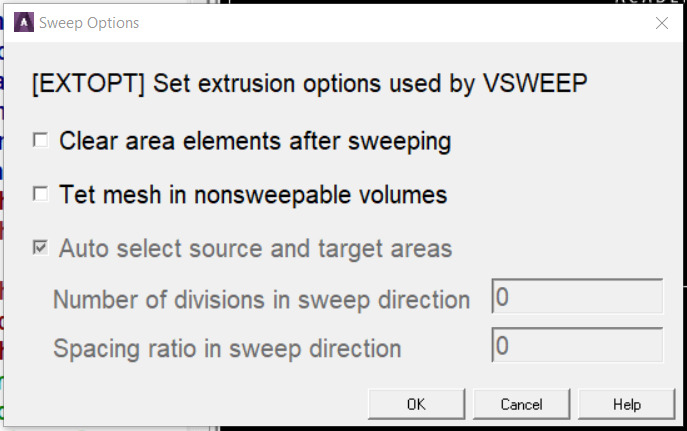 Sweep Options
[EXTOPT] Set extrusion options used by VSWEEP
Clear area elements after sweeping
Tet mesh in nonsweepable volumes
Auto select source and target areas
Number of divisions in sweep direction 0
Spacing ratio in sweep direction 0
OK Cancel Help